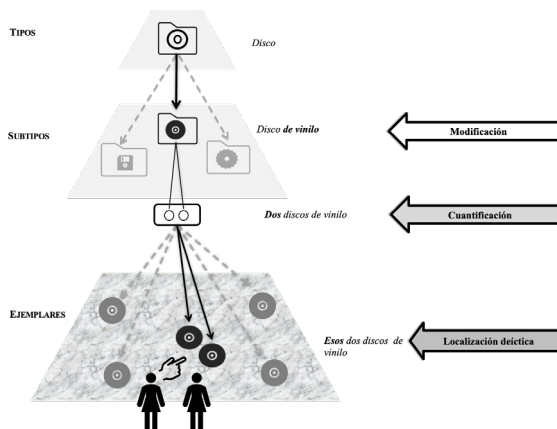 TIPOS
Disco
SUBTIPOS
Disco de vinilo
Modificación
Dos discos de vinilo
Cuantificación
EJEMPLARES
Esos dos discos de
vinilo
Localización deíctica